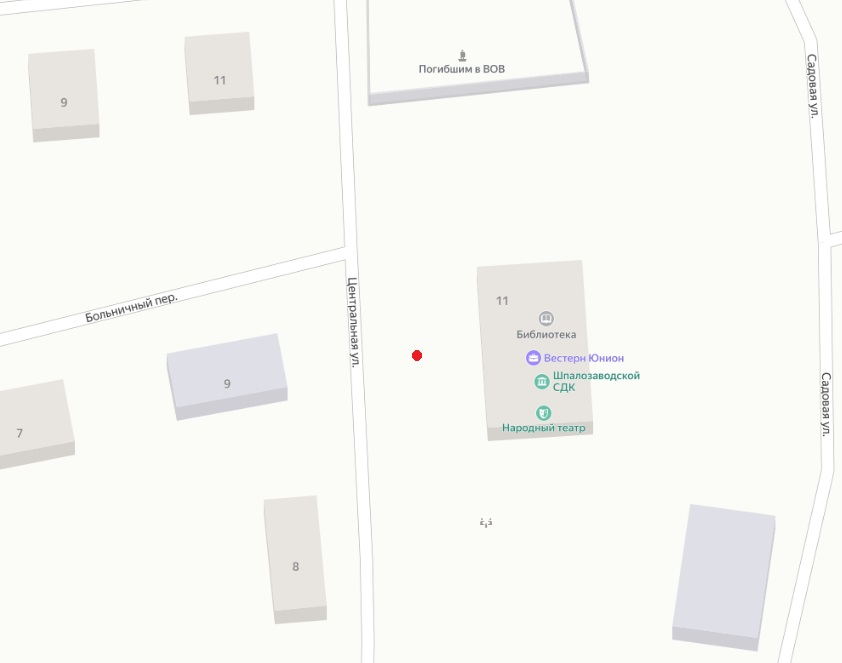 Погибшим в ВОВ
9
11
Садовая ул.
Больничный пер.
Центральная ул.
11
Библиотека
Вестерн Юнион
Шпалозаводской
СДК
Народный театр
9
7
8
Садовая ул.